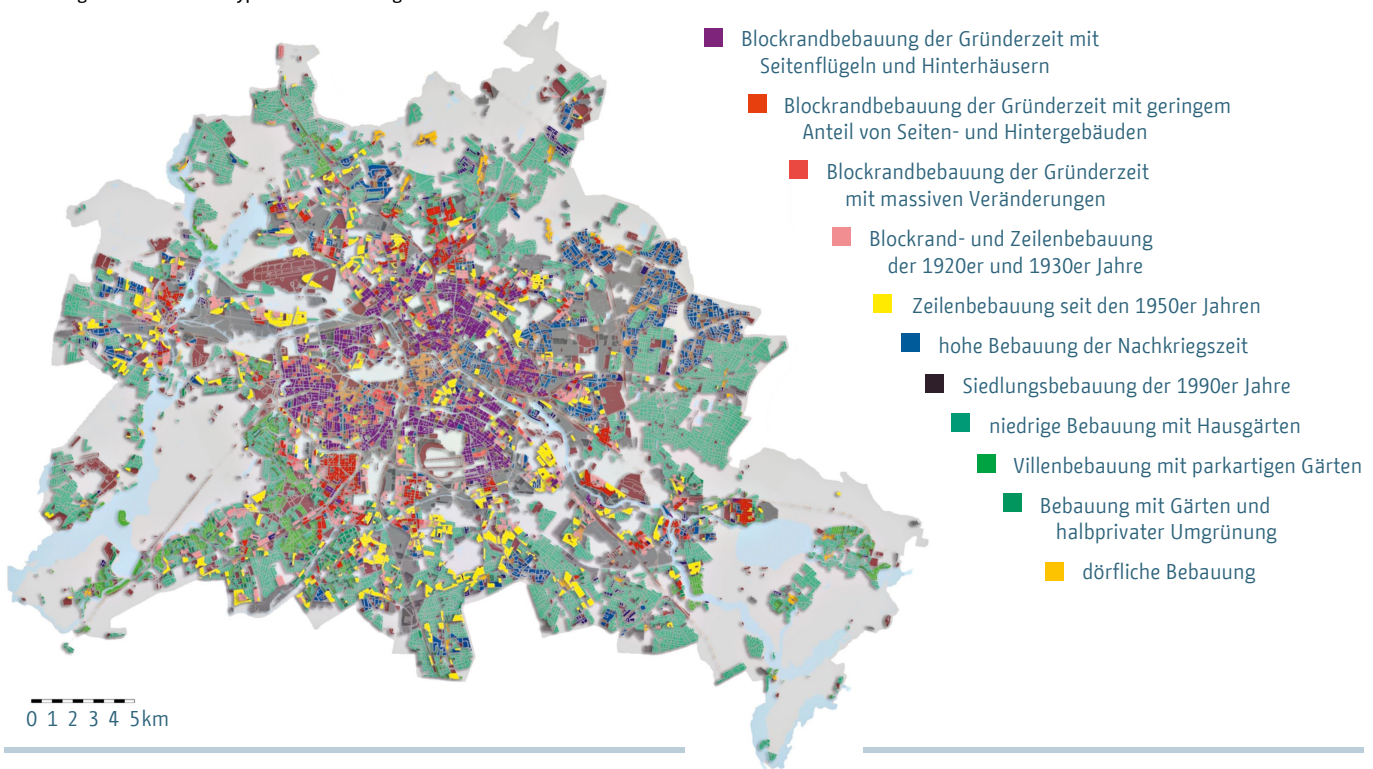 Blockrandbebauung der Gründerzeit mit
Seitenflügeln und Hinterhäusern
Blockrandbebauung der Gründerzeit mit geringem
Anteil von Seiten- und Hintergebäuden
Blockrandbebauung der Gründerzeit
mit massiven Veränderungen
Blockrand- und Zeilenbebauung
der 1920er und 1930er Jahre
Zeilenbebauung seit den 1950er Jahren
hohe Bebauung der Nachkriegszeit
Siedlungsbebauung der 1990er Jahre
niedrige Bebauung mit Hausgärten
Villenbebauung mit parkartigen Gärten
Bebauung mit Gärten und
halbprivater Umgrünung
dörfliche Bebauung
0 1 2 3 4 5km